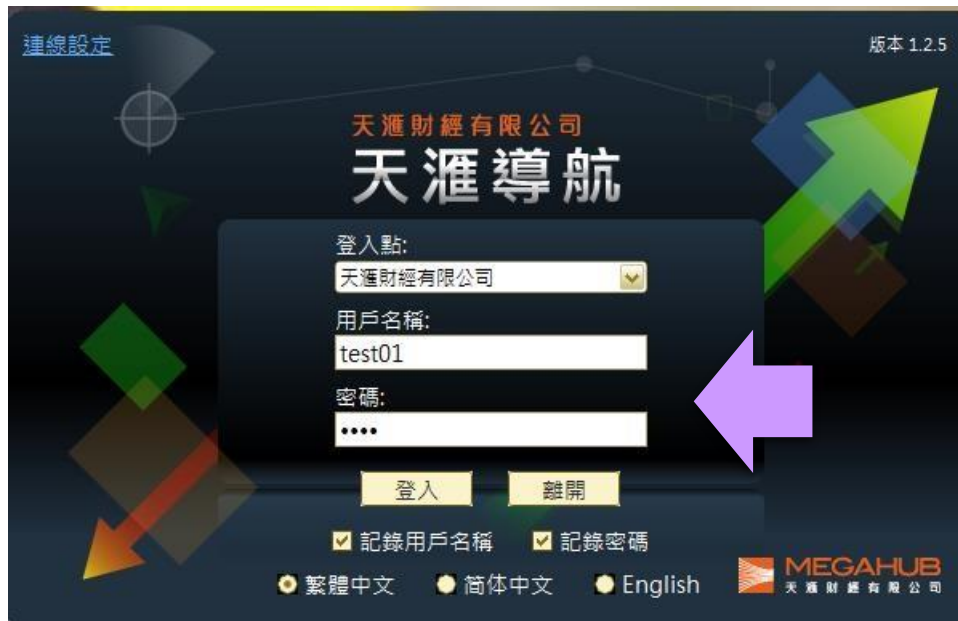 連線設定
版本 1.2.5
天滙財經有限公司
天滙導航
登入點:
天滙財經有限公司
用戶名稱:
test01
密碼:
••••
登入 離開
記錄用戶名稱 記錄密碼
繁體中文 简体中文 English
MEGAHUB
天滙財經有限公司